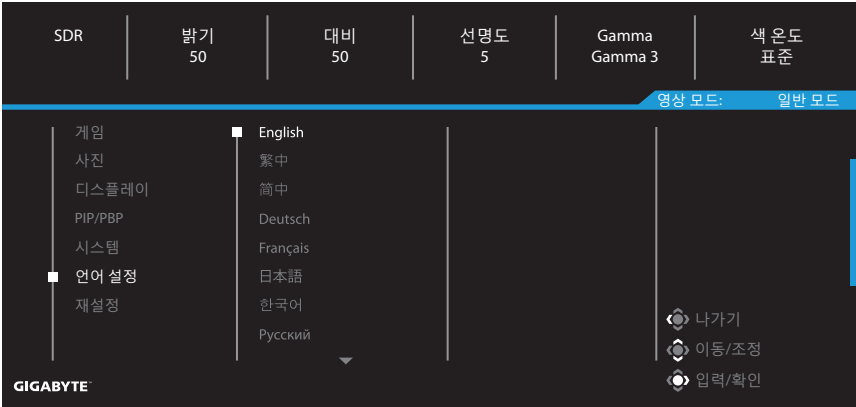 SDR 밝기 대비 선명도 Gamma 색 온도
50 50 5 Gamma 3 표준
영상 모드: 일반 모드
게임
사진
디스플레이
PIP/PBP
시스템
언어 설정
재설정
English
繁中
简中
Deutsch
Français
日本語
한국어
Русский
나가기
이동/조정
입력/확인
GIGABYTE™